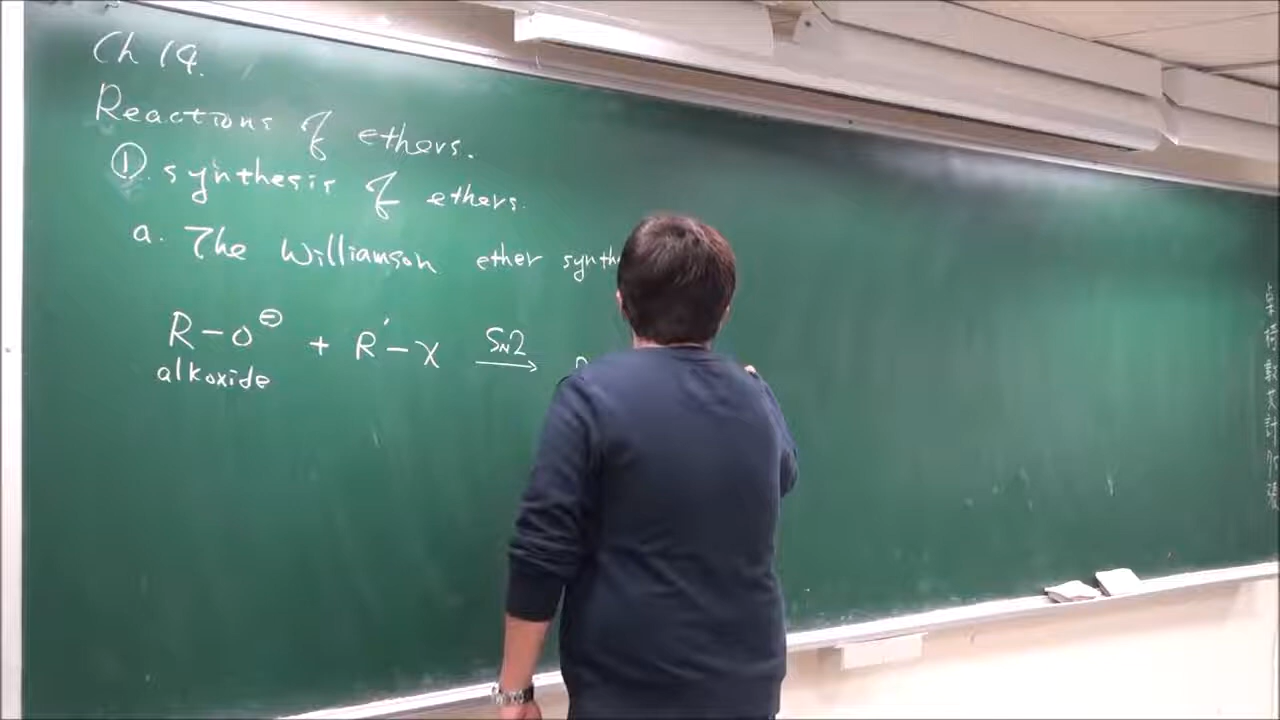 Ch 14.
Reactions of ethers.
① synthesis of ethers.
a. The Williamson ether synth
R-O⊖ + R'-X SN2 →
alkoxide